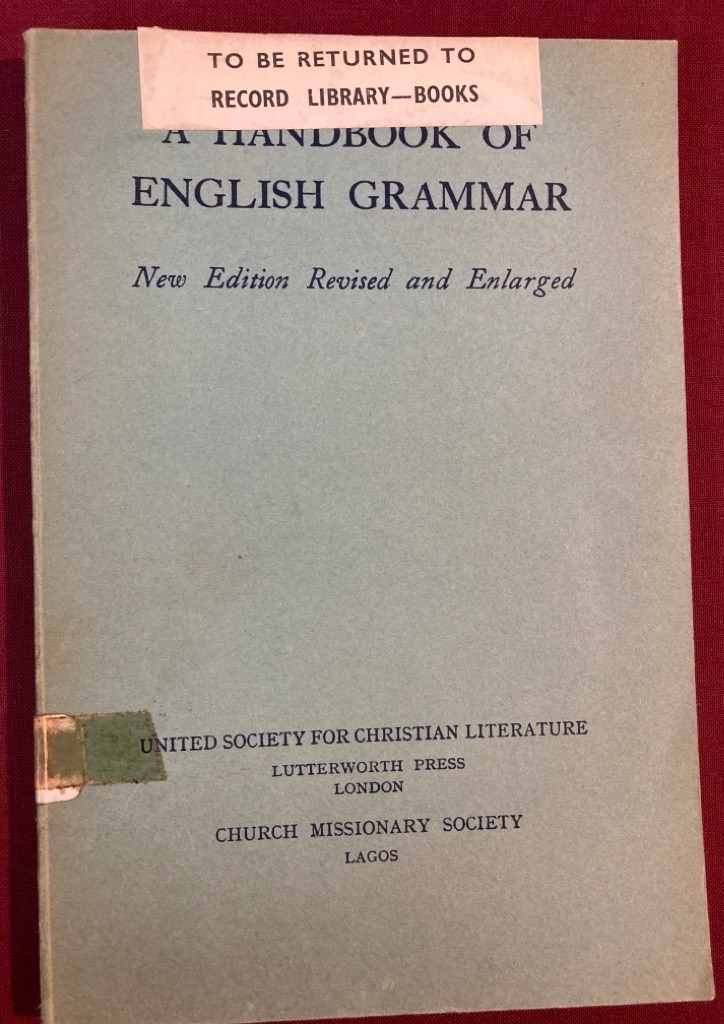 TO BE RETURNED TO
RECORD LIBRARY—BOOKS
A HANDBOOK OF
ENGLISH GRAMMAR
New Edition Revised and Enlarged
UNITED SOCIETY FOR CHRISTIAN LITERATURE
LUTTERWORTH PRESS
LONDON
CHURCH MISSIONARY SOCIETY
LAGOS